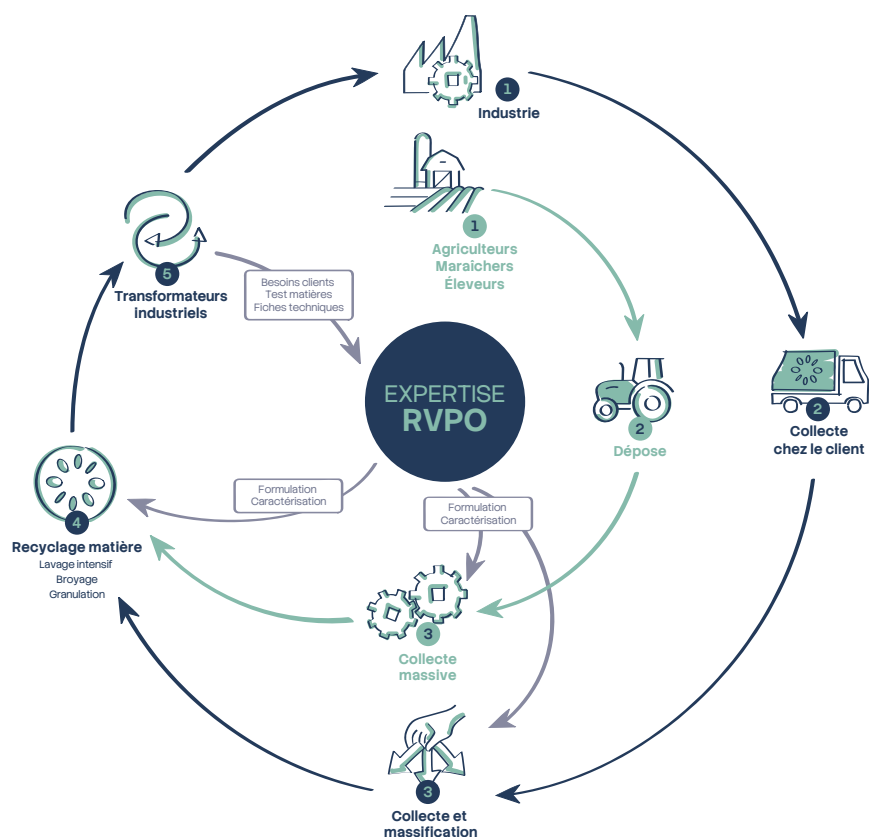 1
Industrie
1
Agriculteurs
Maraichers
Éleveurs
5
Transformateurs
industriels
Besoins clients
Test matières
Fiches techniques
EXPERTISE
RVPO
2
Dépose
2
Collecte
chez le client
Formulation
Caractérisation
Formulation
Caractérisation
4
Recyclage matière
Lavage intensif
Broyage
Granulation
3
Collecte
massive
3
Collecte et
massification